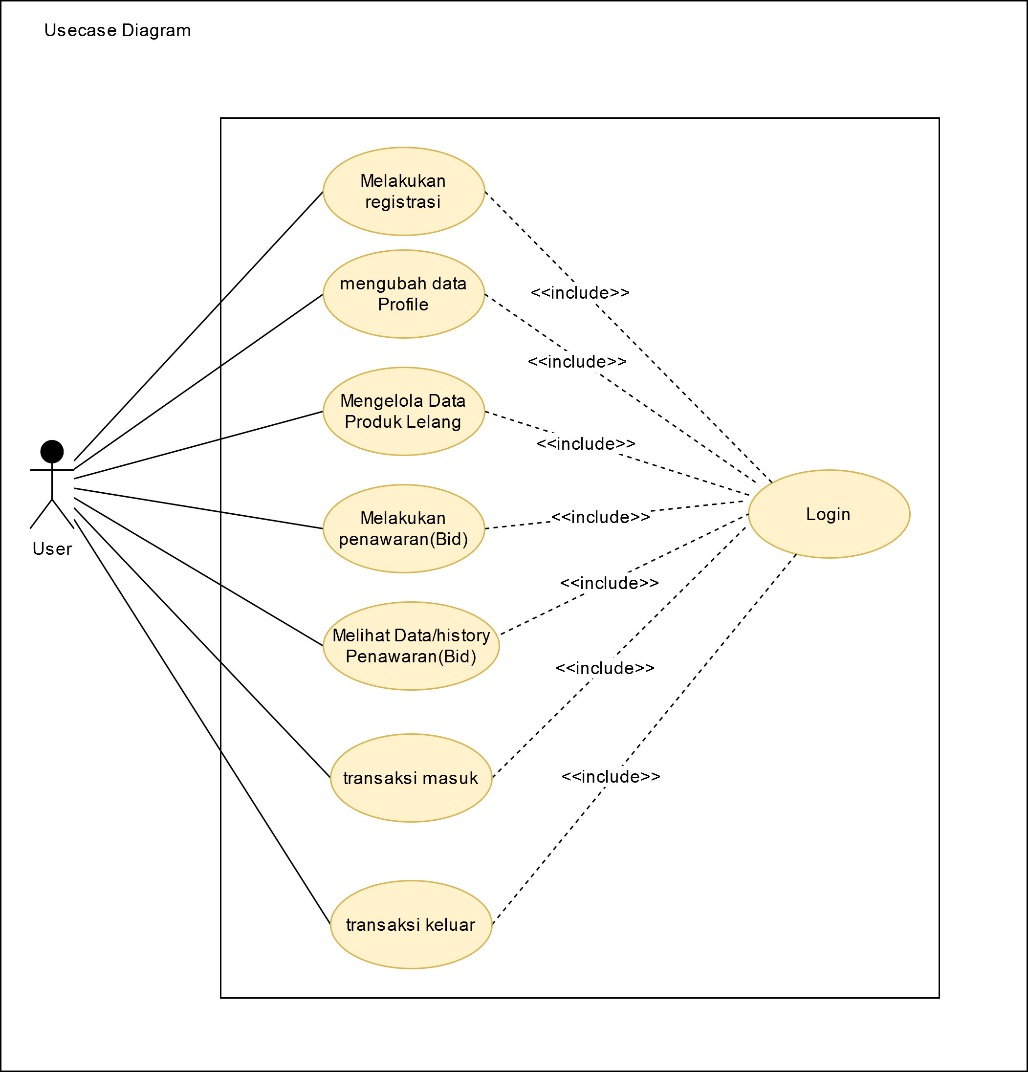 Usecase Diagram
Melakukan
registrasi
<<include>>
mengubah data
Profile
<<include>>
Mengelola Data
Produk Lelang
<<include>>
Melakukan
penawaran(Bid)
<<include>>
Login
User
Melihat Data/history
Penawaran(Bid)
<<include>>
transaksi masuk
<<include>>
<<include>>
transaksi keluar